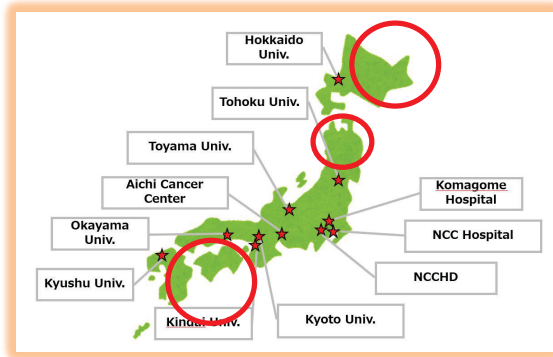 Hokkaido
Univ.
Tohoku Univ.
Toyama Univ.
Aichi Cancer
Center
Komagome
Hospital
Okayama
Univ.
NCC Hospital
Kyushu Univ.
NCCHD
Kindai Univ.
Kyoto Univ.